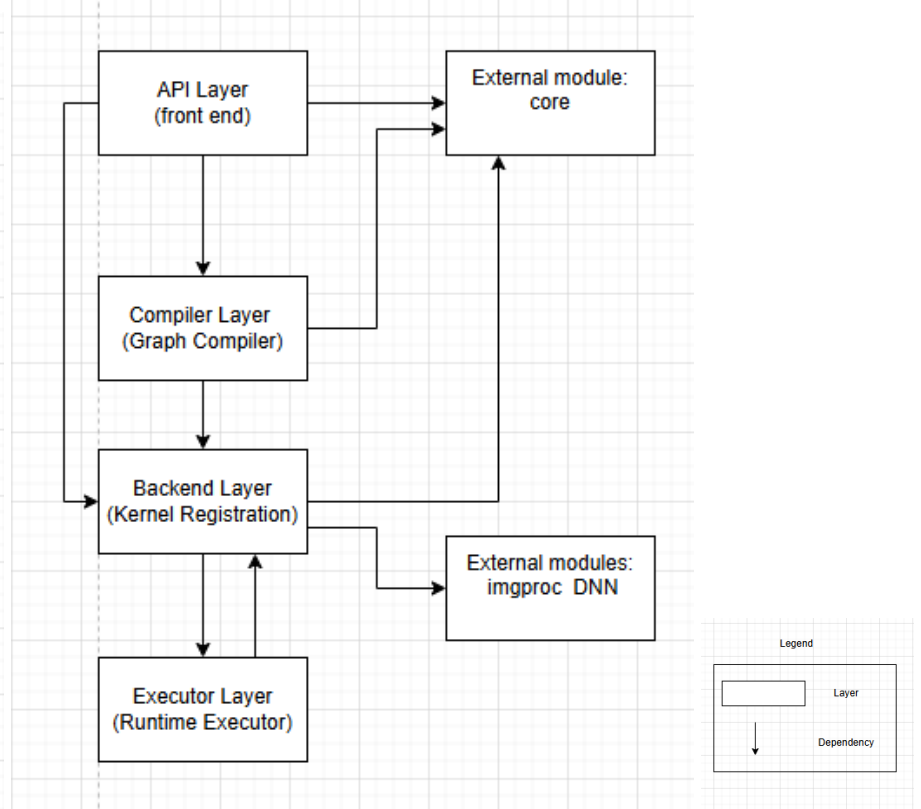 API Layer
(front end)
External module:
core
Compiler Layer
(Graph Compiler)
Backend Layer
(Kernel Registration)
External modules:
imgproc DNN
Executor Layer
(Runtime Executor)
Legend
Layer
Dependency